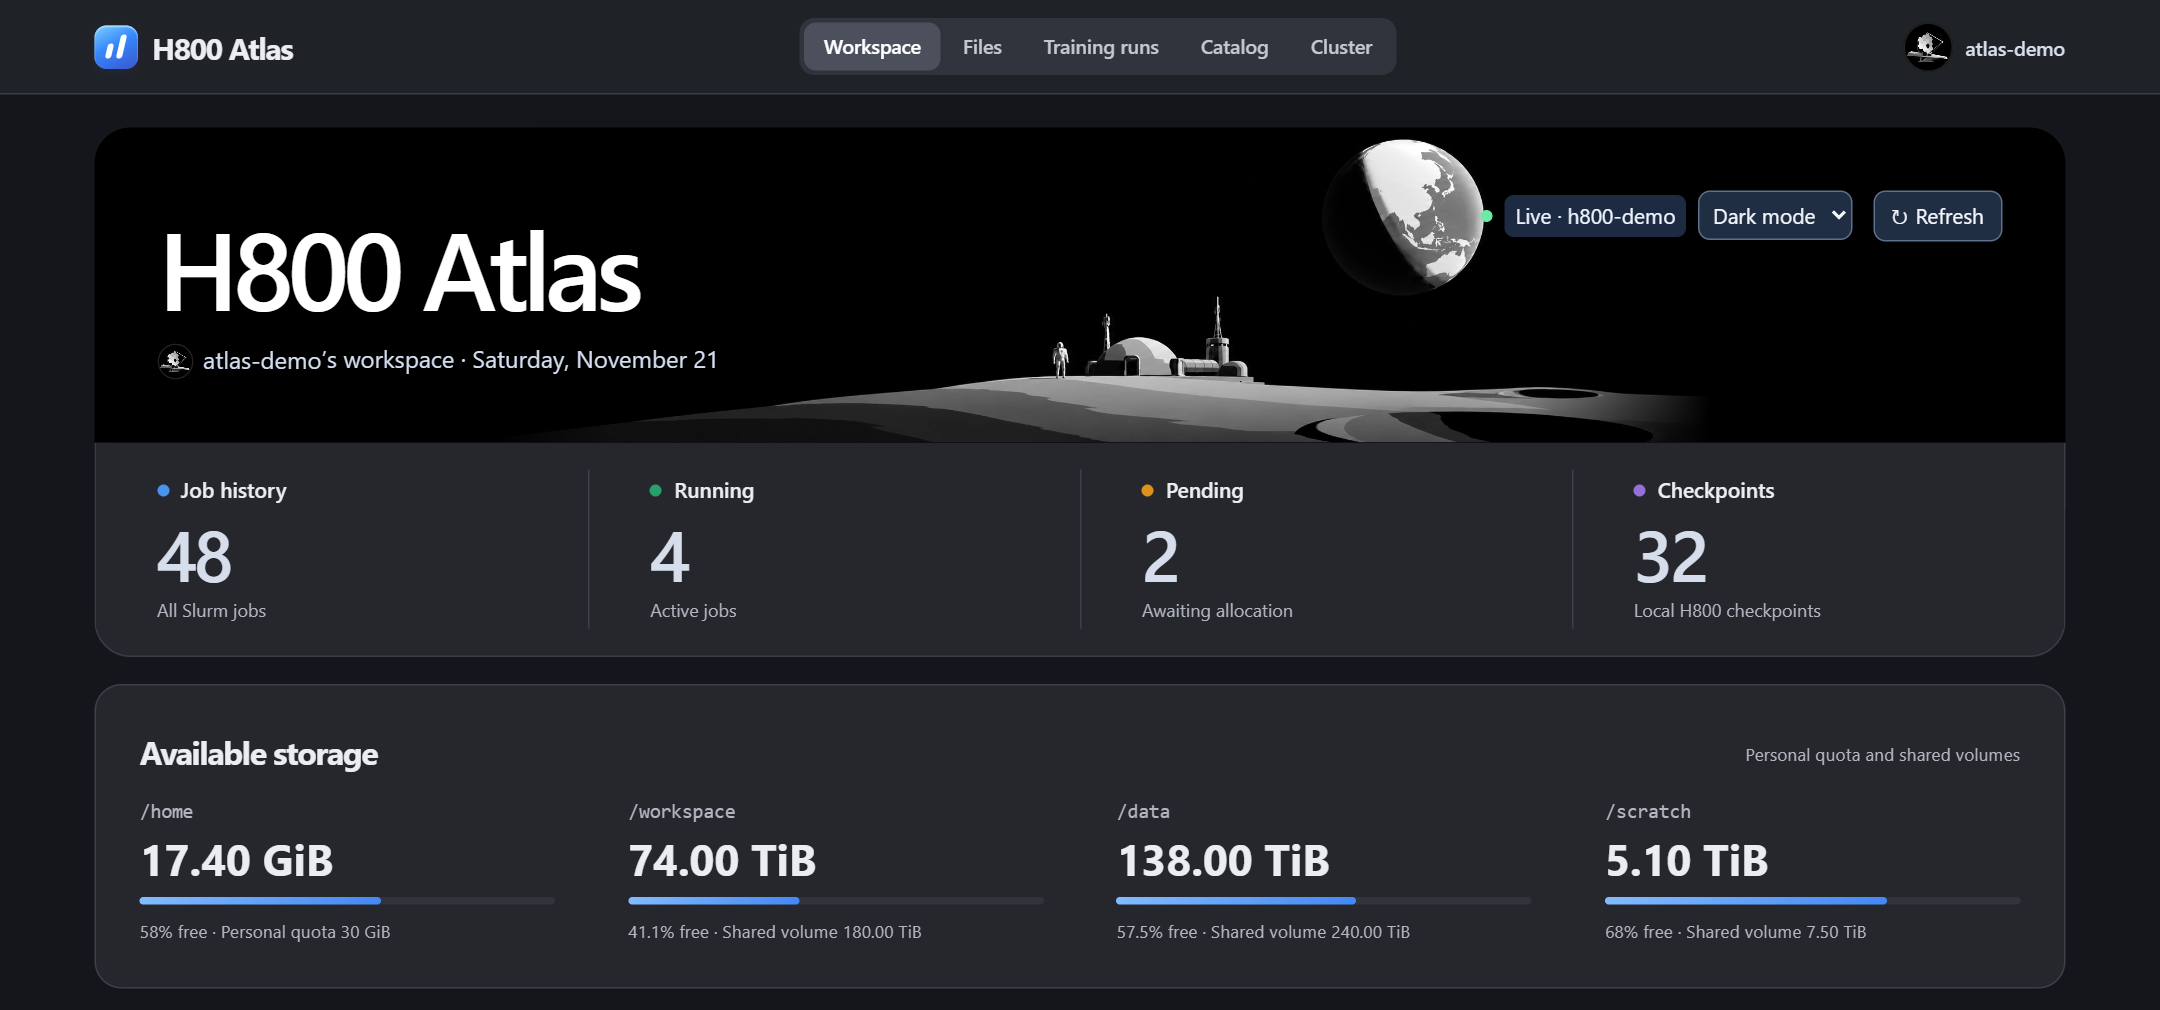 H800 Atlas
Workspace
Files
Training runs
Catalog
Cluster
atlas-demo
Live · h800-demo
Dark mode
↻ Refresh
H800 Atlas
atlas-demo's workspace · Saturday, November 21
Job history
48
All Slurm jobs
Running
4
Active jobs
Pending
2
Awaiting allocation
Checkpoints
32
Local H800 checkpoints
Available storage
Personal quota and shared volumes
/home
17.40 GiB
58% free · Personal quota 30 GiB
/workspace
74.00 TiB
41.1% free · Shared volume 180.00 TiB
/data
138.00 TiB
57.5% free · Shared volume 240.00 TiB
/scratch
5.10 TiB
68% free · Shared volume 7.50 TiB